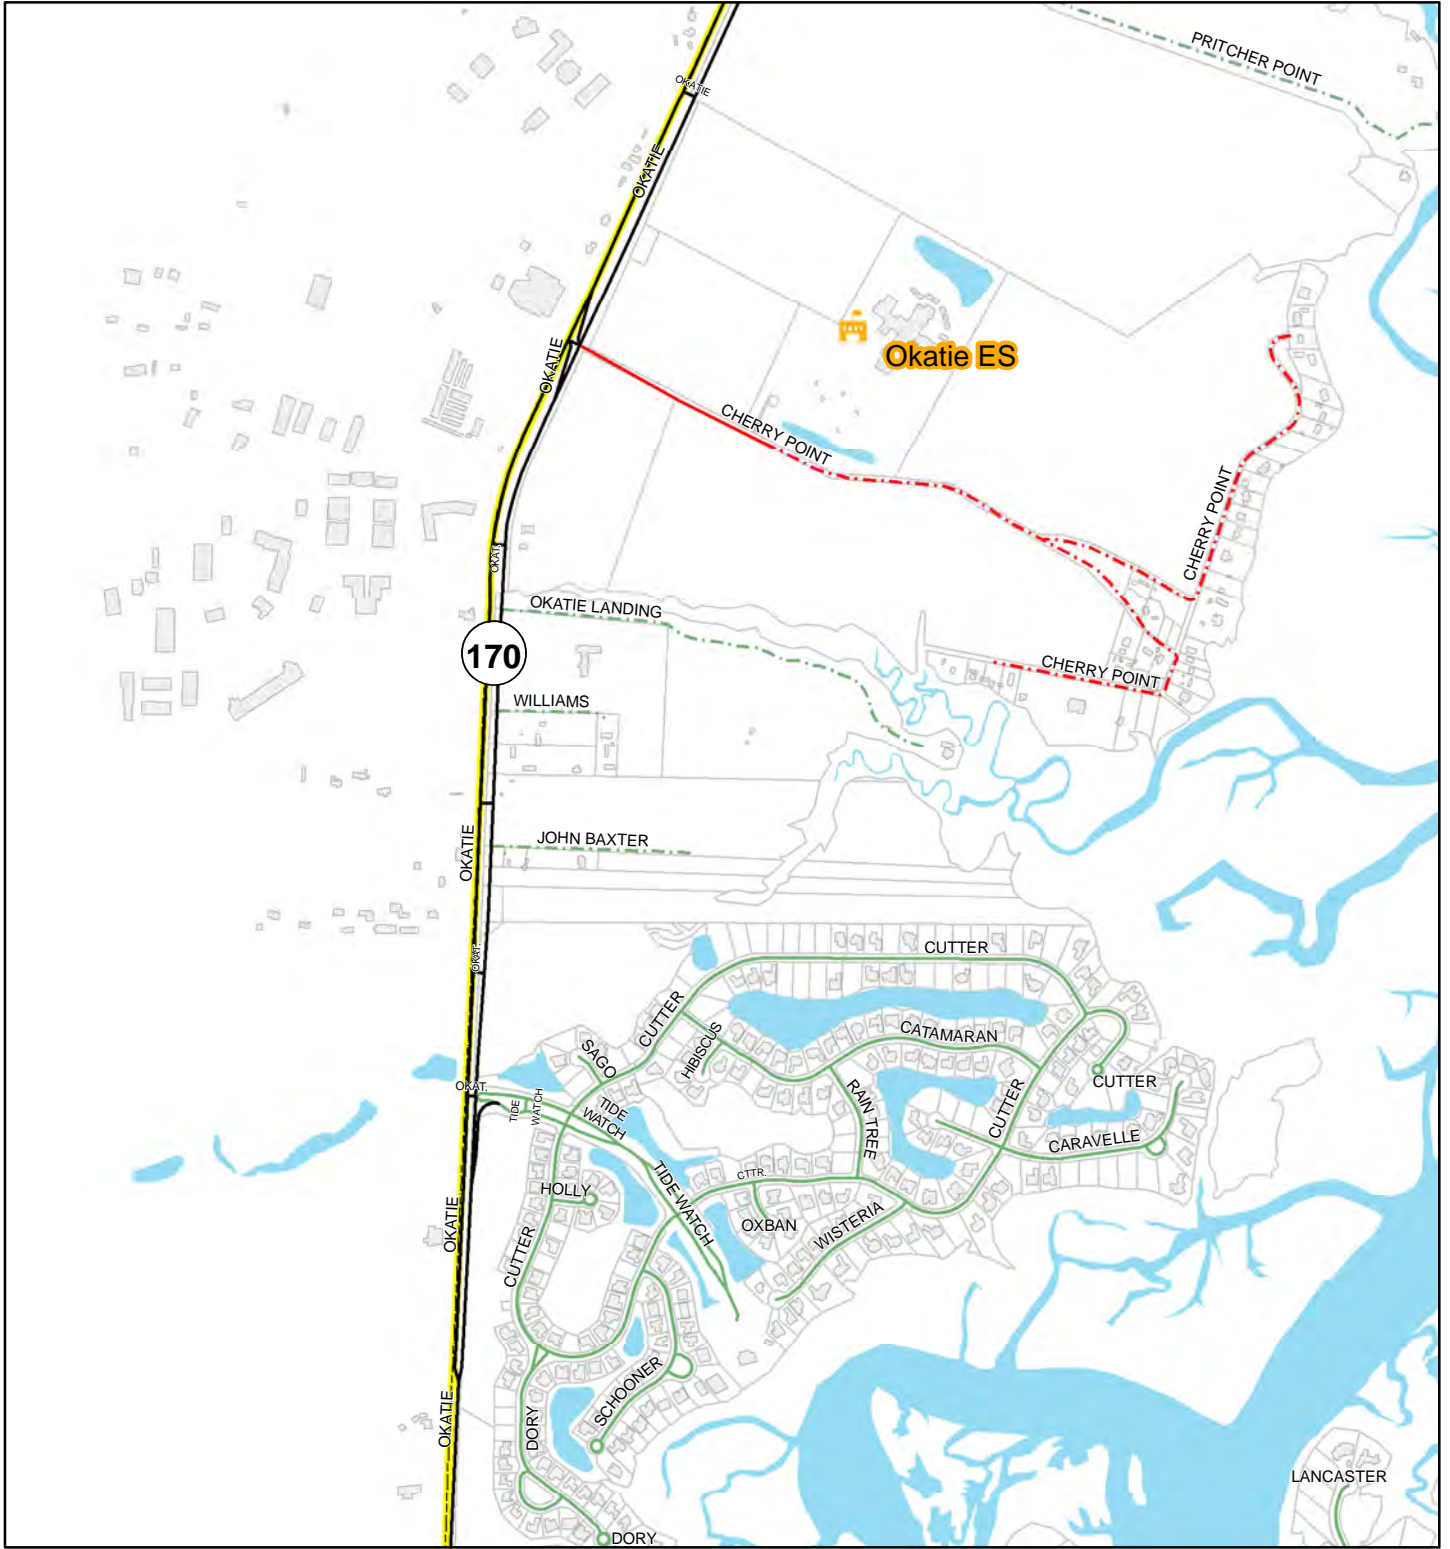 PRITCHER POINT
OKATIE
OKATIE
OKATIE
Okatie ES
CHERRY POINT
CHERRY POINT
OKAT.
OKATIE LANDING
170
CHERRY POINT
WILLIAMS
JOHN BAXTER
OKATIE
OKAT.
CUTTER
CUTTER
CATAMARAN
HIBISCUS
SAGO
CUTTER
OKAT.
TIDE
WATCH
TIDE
WATCH
RAIN TREE
CUTTER
CARAVELLE
TIDE WATCH
CTTR.
HOLLY
OXBAN
WISTERIA
OKATIE
CUTTER
SCHOONER
OKATIE
DORY
LANCASTER
DORY